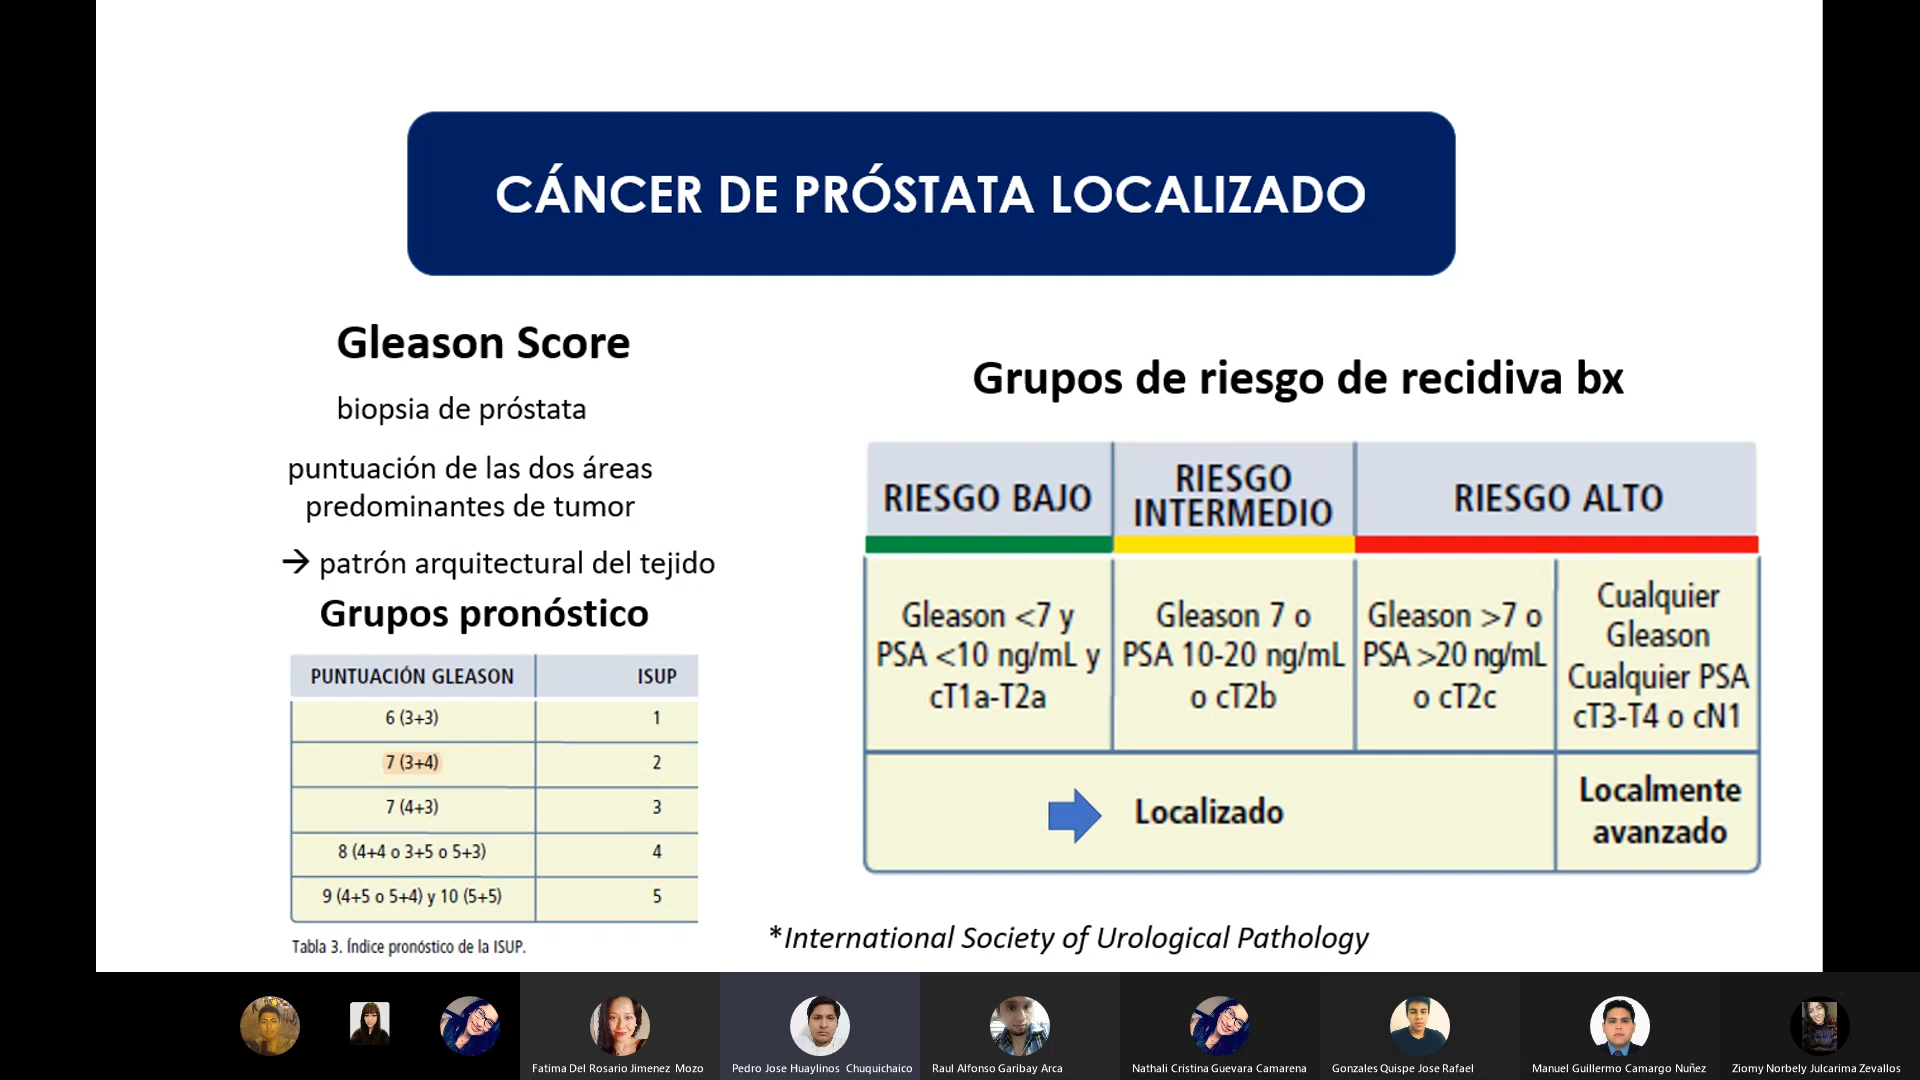 CÁNCER DE PRÓSTATA LOCALIZADO
Gleason Score
biopsia de próstata
puntuación de las dos áreas
predominantes de tumor
→ patrón arquitectural del tejido
Grupos pronóstico
PUNTUACIÓN GLEASON ISUP
6 (3+3) 1
7 (3+4) 2
7 (4+3) 3
8 (4+4 o 3+5 o 5+3) 4
9 (4+5 o 5+4) y 10 (5+5) 5
Tabla 3. Índice pronóstico de la ISUP.
Grupos de riesgo de recidiva bx
RIESGO BAJO
RIESGO
INTERMEDIO
RIESGO ALTO
Gleason <7 y
PSA <10 ng/mL y
cT1a-T2a
Gleason 7 o
PSA 10-20 ng/mL
o cT2b
Gleason >7 o
PSA >20 ng/mL
o cT2c
Cualquier
Gleason
Cualquier PSA
cT3-T4 o cN1
Localizado
Localmente
avanzado
*International Society of Urological Pathology
Fatima Del Rosario Jimenez Mozo
Pedro Jose Huaylinos Chuquichaico
Raul Alfonso Garibay Arca
Nathali Cristina Guevara Camarena
Gonzales Quispe Jose Rafael
Manuel Guillermo Camargo Nuñez
Ziomy Norbely Julcarima Zevallos